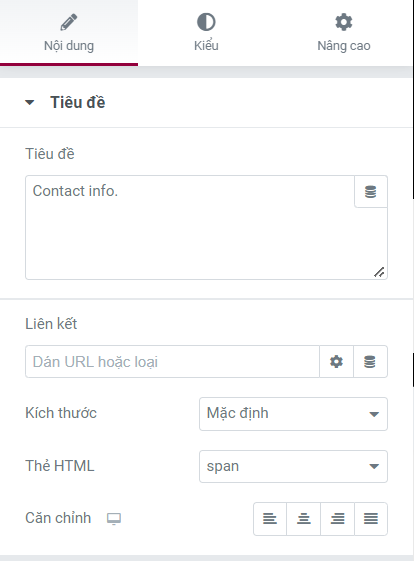 Nội dung
Kiểu
Nâng cao
Tiêu đề
Tiêu đề
Contact info.
Liên kết
Dán URL hoặc loại
Kích thước
Mặc định
Thẻ HTML
span
Căn chỉnh